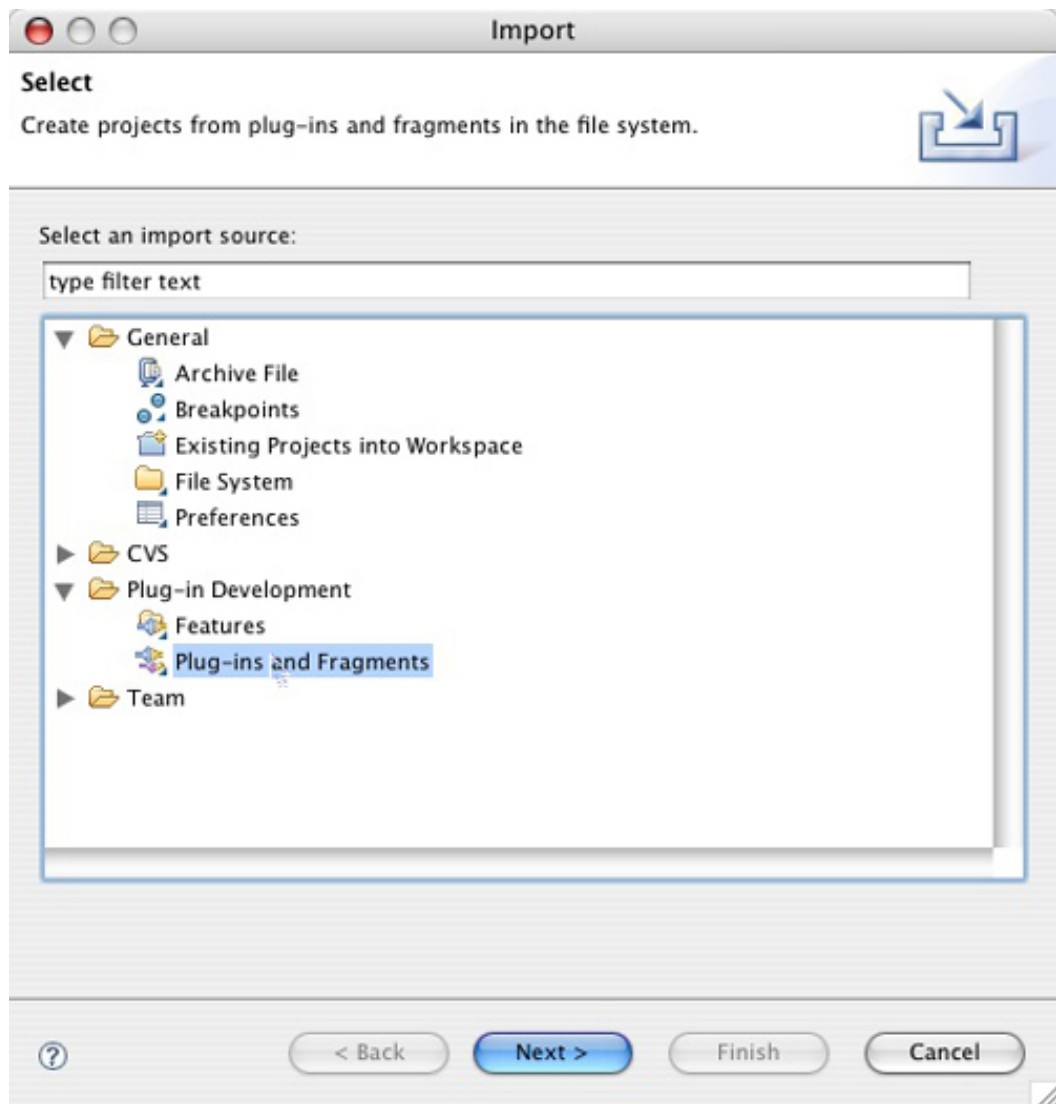 Import
Select
Create projects from plug-ins and fragments in the file system.
Select an import source:
type filter text
General
Archive File
Breakpoints
Existing Projects into Workspace
File System
Preferences
CVS
Plug-in Development
Features
Plug-ins and Fragments
Team
?
< Back
Next >
Finish
Cancel